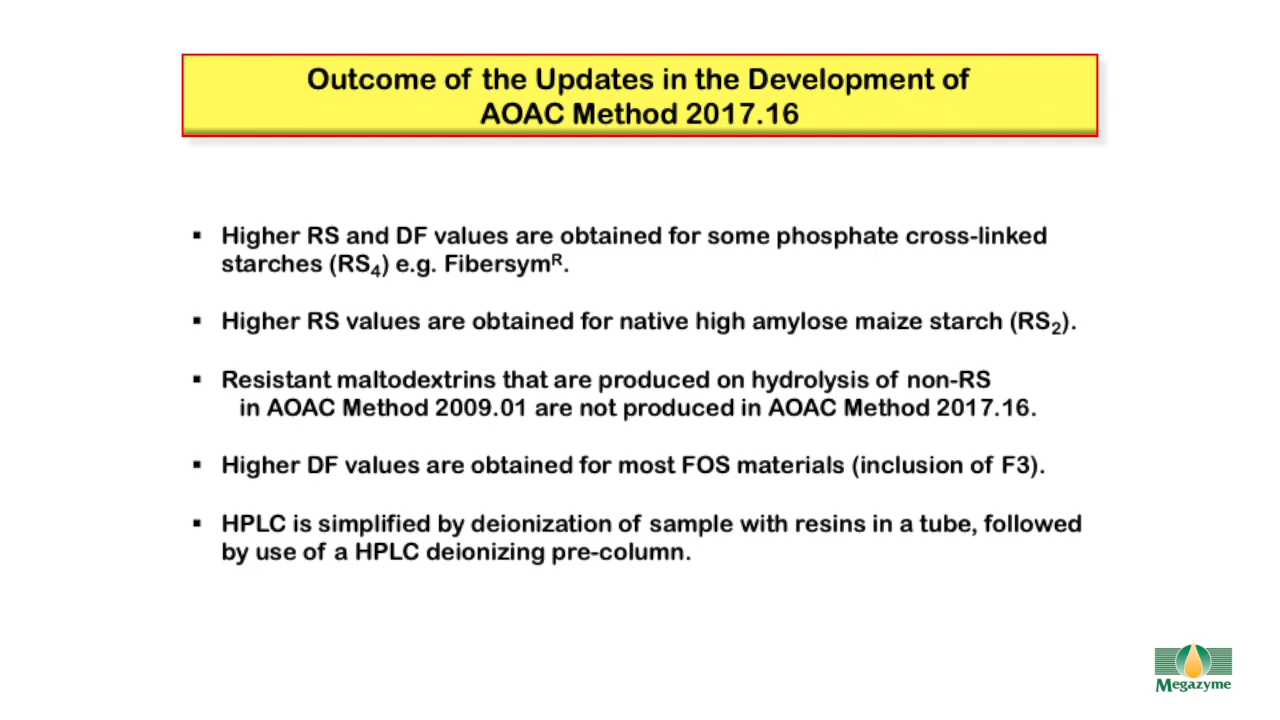 Outcome of the Updates in the Development of
AOAC Method 2017.16
▪ Higher RS and DF values are obtained for some phosphate cross-linked
starches (RS₄) e.g. Fibersymᴿ.
▪ Higher RS values are obtained for native high amylose maize starch (RS₂).
▪ Resistant maltodextrins that are produced on hydrolysis of non-RS
in AOAC Method 2009.01 are not produced in AOAC Method 2017.16.
▪ Higher DF values are obtained for most FOS materials (inclusion of F3).
▪ HPLC is simplified by deionization of sample with resins in a tube, followed
by use of a HPLC deionizing pre-column.
Megazyme